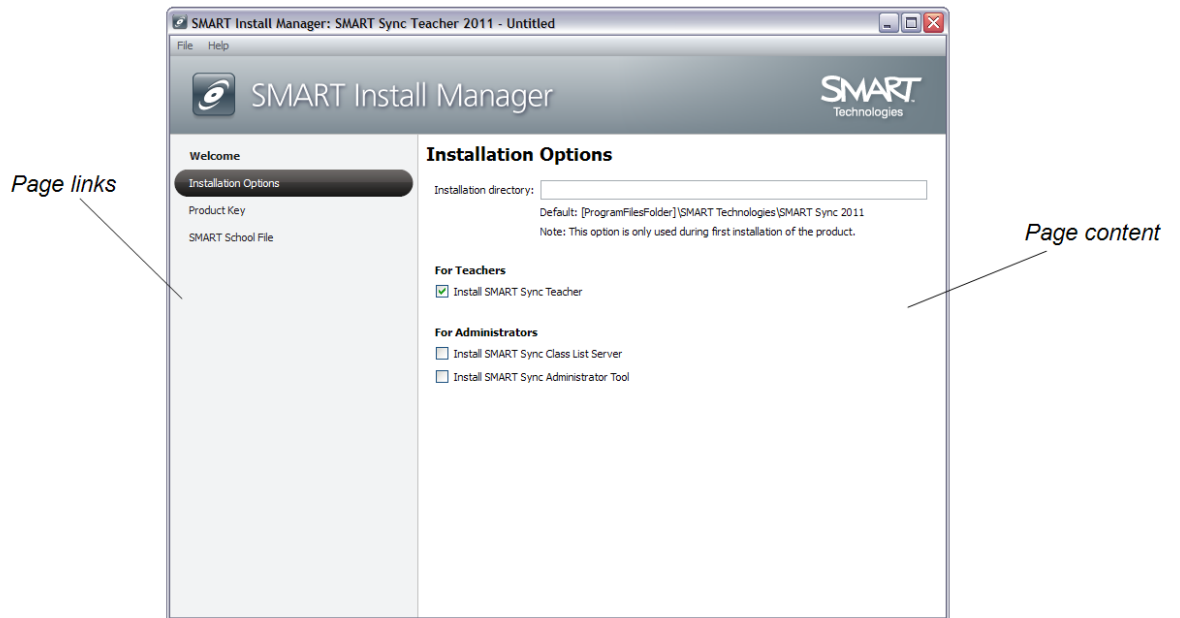 SMART Install Manager: SMART Sync Teacher 2011 - Untitled
File Help
SMART Install Manager
SMART
Technologies
Page links
Welcome
Installation Options
Product Key
SMART School File
Installation Options
Installation directory:
Default: [ProgramFilesFolder]\SMART Technologies\SMART Sync 2011
Note: This option is only used during first installation of the product.
For Teachers
Install SMART Sync Teacher
For Administrators
Install SMART Sync Class List Server
Install SMART Sync Administrator Tool
Page content